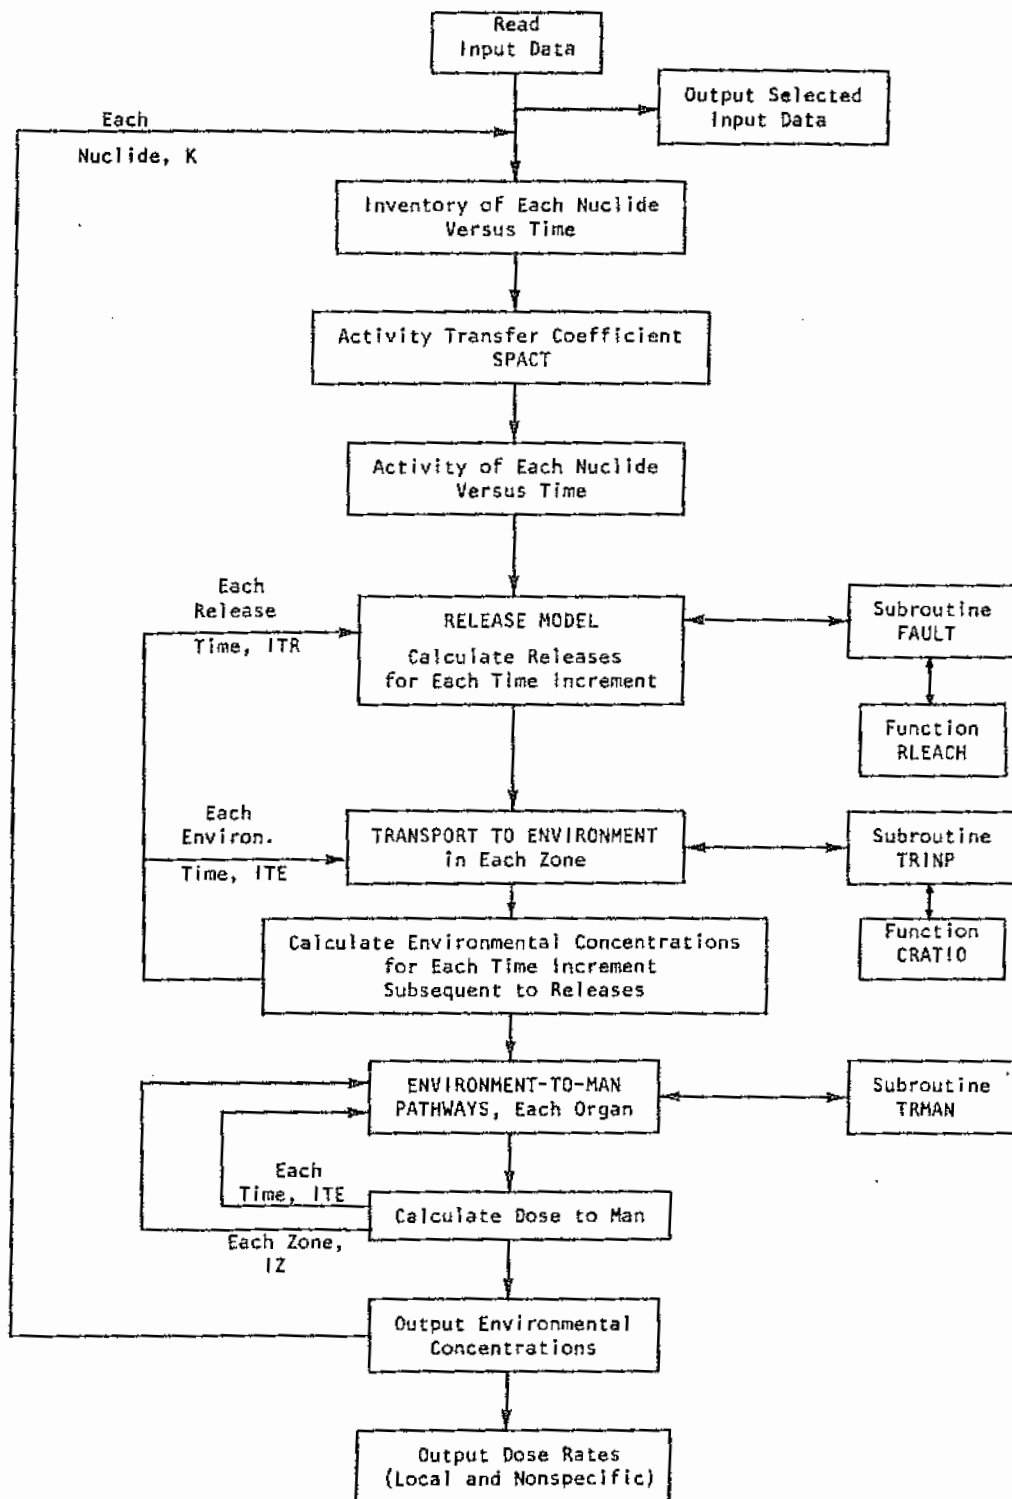 Read
Input Data
Output Selected
Input Data
Each
Nuclide, K
Inventory of Each Nuclide
Versus Time
Activity Transfer Coefficient
SPACT
Activity of Each Nuclide
Versus Time
Each
Release
Time, ITR
RELEASE MODEL
Calculate Releases
for Each Time Increment
Subroutine
FAULT
Function
RLEACH
Each
Environ.
Time, ITE
TRANSPORT TO ENVIRONMENT
in Each Zone
Subroutine
TRINP
Function
CRATIO
Calculate Environmental Concentrations
for Each Time Increment
Subsequent to Releases
ENVIRONMENT-TO-MAN
PATHWAYS, Each Organ
Subroutine
TRMAN
Each
Time, ITE
Calculate Dose to Man
Each Zone,
IZ
Output Environmental
Concentrations
Output Dose Rates
(Local and Nonspecific)